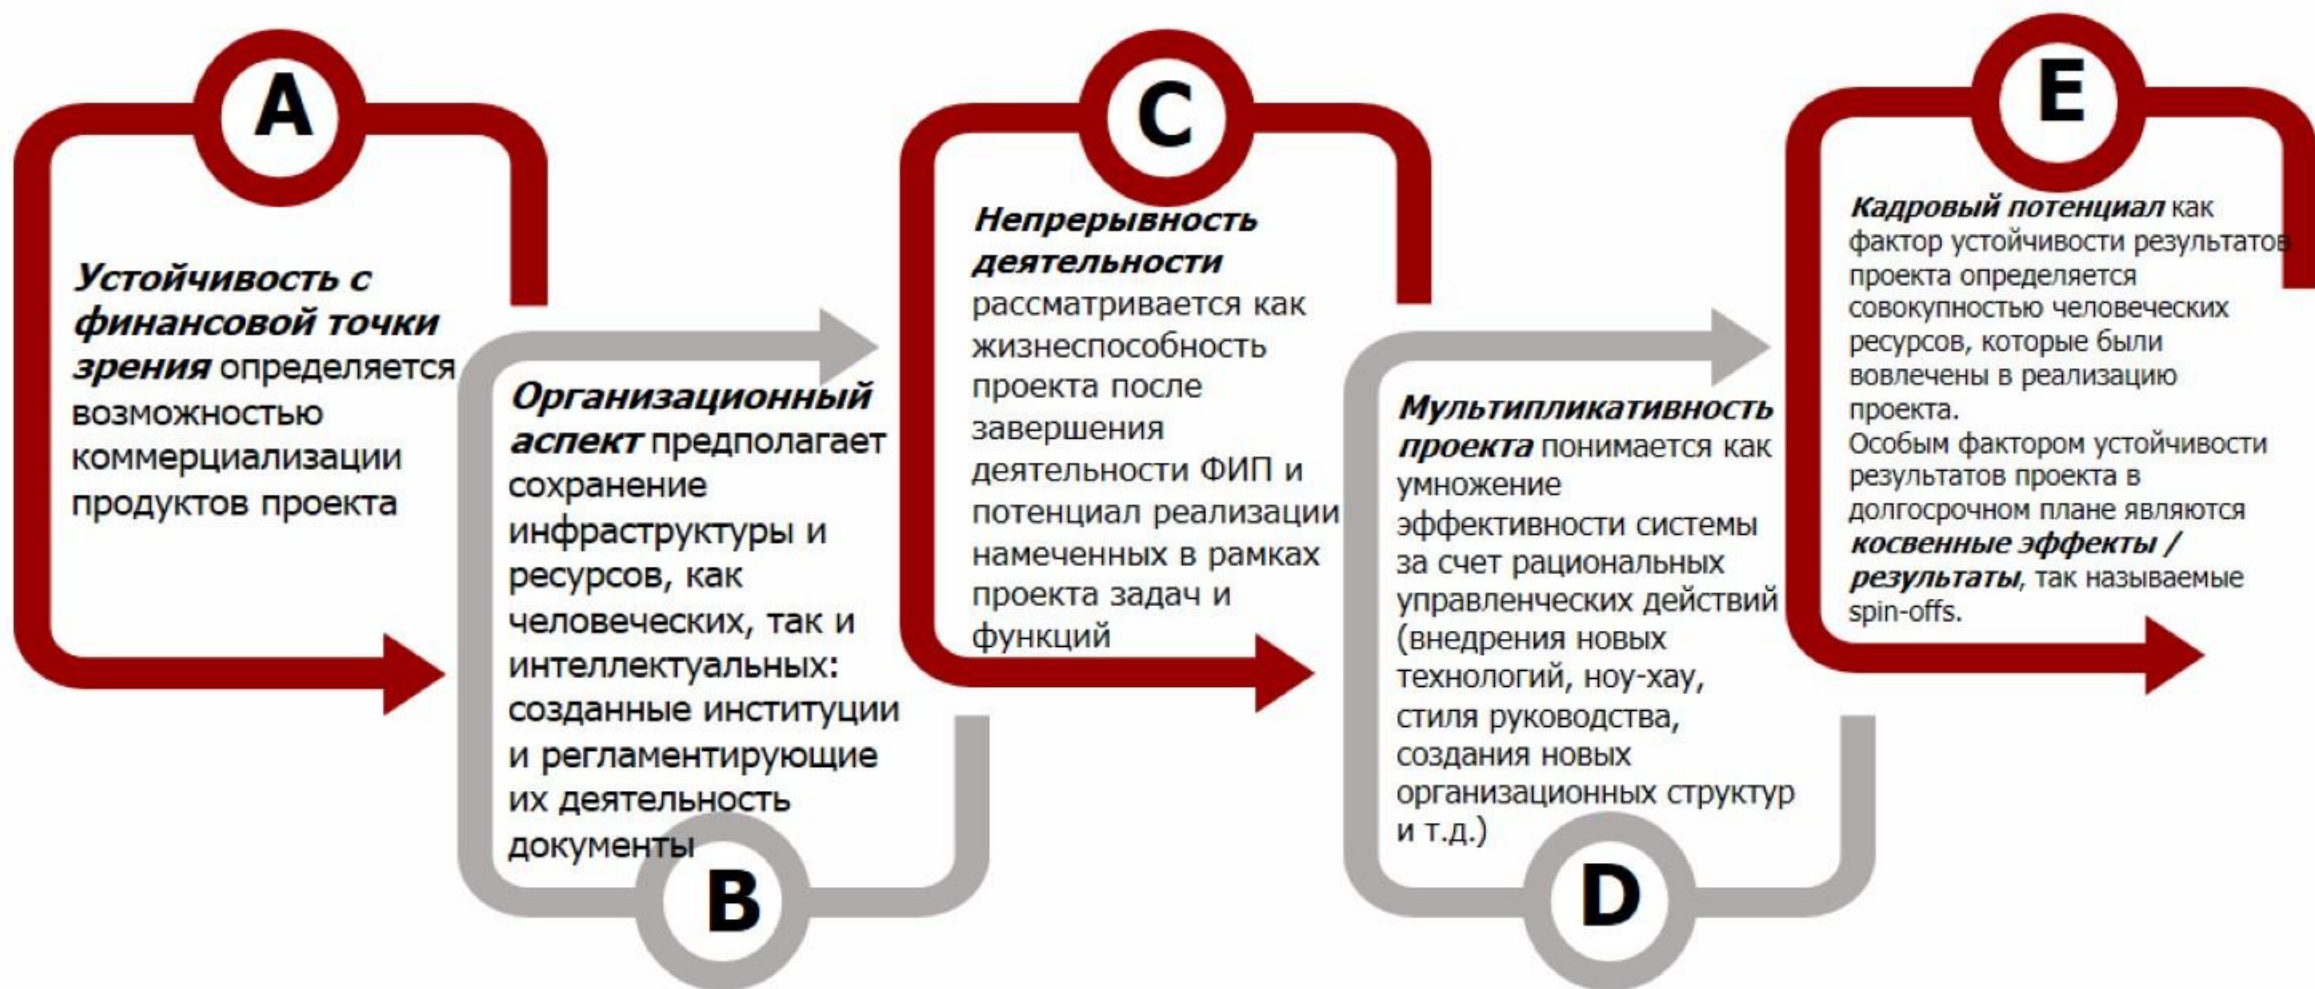 A
Устойчивость с
финансовой точки
зрения определяется
возможностью
коммерциализации
продуктов проекта
Организационный
аспект предполагает
сохранение
инфраструктуры и
ресурсов, как
человеческих, так и
интеллектуальных:
созданные институции
и регламентирующие
их деятельность
документы
B
C
Непрерывность
деятельности
рассматривается как
жизнеспособность
проекта после
завершения
деятельности ФИП и
потенциал реализации
намеченных в рамках
проекта задач и
функций
Мультипликативность
проекта понимается как
умножение
эффективности системы
за счет рациональных
управленческих действий
(внедрения новых
технологий, ноу-хау,
стиля руководства,
создания новых
организационных структур
и т.д.)
D
E
Кадровый потенциал как
фактор устойчивости результатов
проекта определяется
совокупностью человеческих
ресурсов, которые были
вовлечены в реализацию
проекта.
Особым фактором устойчивости
результатов проекта в
долгосрочном плане являются
косвенные эффекты /
результаты, так называемые
spin-offs.